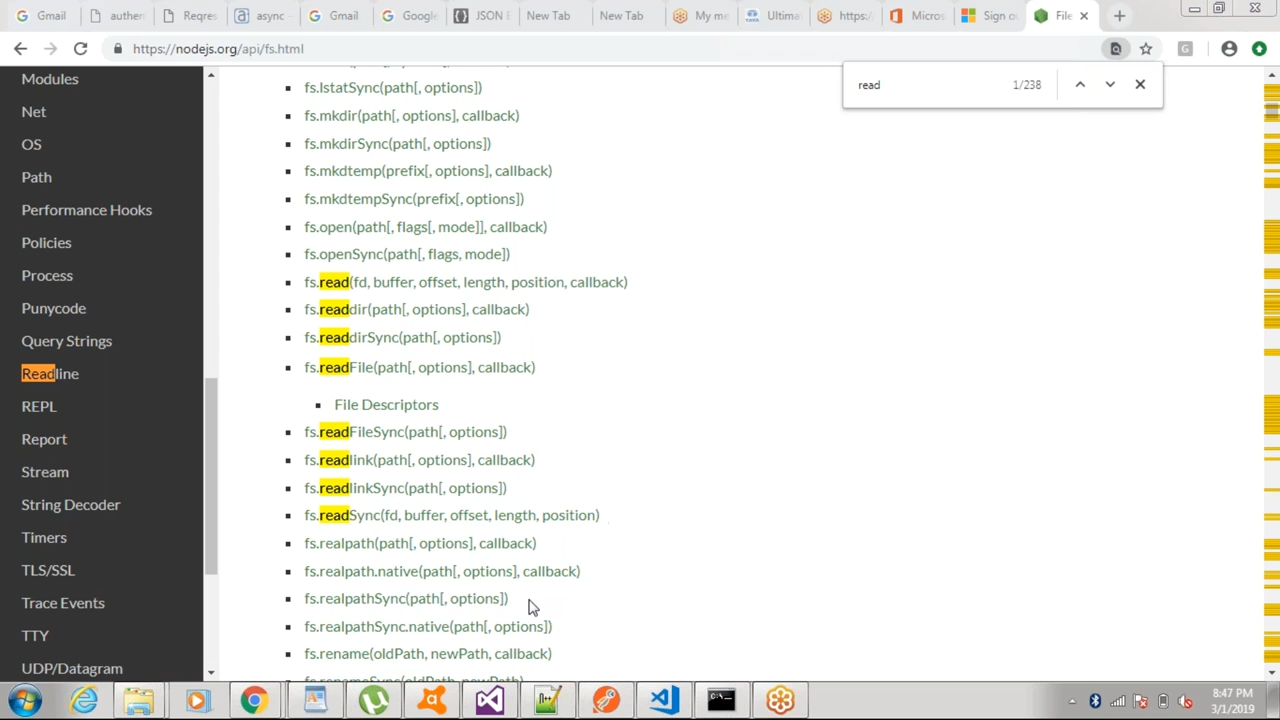 Gmail
authen
Reqres
async -
Gmail
Google
JSON E
New Tab
New Tab
My me
Ultima
https:/
Micros
Sign o
File
https://nodejs.org/api/fs.html
read
1/238
Modules
Net
OS
Path
Performance Hooks
Policies
Process
Punycode
Query Strings
Readline
REPL
Report
Stream
String Decoder
Timers
TLS/SSL
Trace Events
TTY
UDP/Datagram
fs.lstatSync(path[, options])
fs.mkdir(path[, options], callback)
fs.mkdirSync(path[, options])
fs.mkdtemp(prefix[, options], callback)
fs.mkdtempSync(prefix[, options])
fs.open(path[, flags[, mode]], callback)
fs.openSync(path[, flags, mode])
fs.read(fd, buffer, offset, length, position, callback)
fs.readdir(path[, options], callback)
fs.readdirSync(path[, options])
fs.readFile(path[, options], callback)
File Descriptors
fs.readFileSync(path[, options])
fs.readlink(path[, options], callback)
fs.readlinkSync(path[, options])
fs.readSync(fd, buffer, offset, length, position)
fs.realpath(path[, options], callback)
fs.realpath.native(path[, options], callback)
fs.realpathSync(path[, options])
fs.realpathSync.native(path[, options])
fs.rename(oldPath, newPath, callback)
fs.renameSync(oldPath, newPath)
8:47 PM
3/1/2019